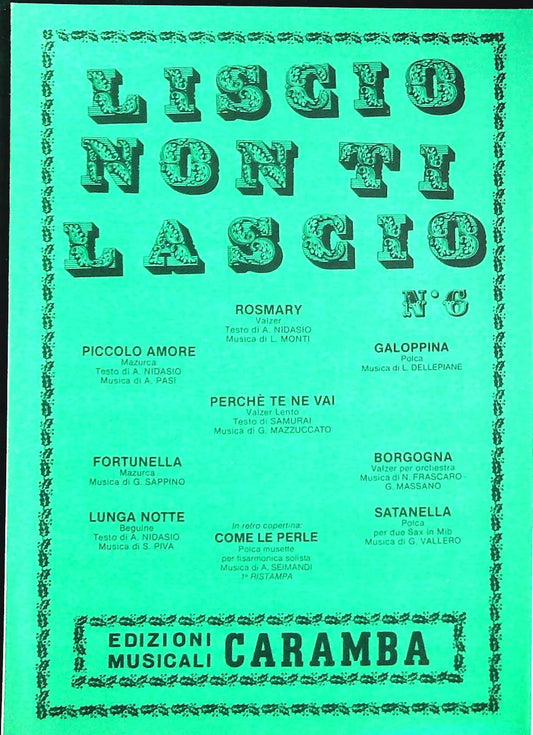 LISCIO
NON TI
LASCIO
N°6
ROSMARY
Valzer
Testo di A. NIDASIO
Musica di L. MONTI
PICCOLO AMORE
Mazurca
Testo di A. NIDASIO
Musica di A. PASI
GALOPPINA
Polca
Musica di L. DELLEPIANE
PERCHÈ TE NE VAI
Valzer Lento
Testo di SAMURAI
Musica di G. MAZZUCCATO
FORTUNELLA
Mazurca
Musica di G. SAPPINO
BORGOGNA
Valzer per orchestra
Musica di N. FRASCARO-
G. MASSANO
LUNGA NOTTE
Beguine
Testo di A. NIDASIO
Musica di S. PIVA
In retro copertina:
COME LE PERLE
Polca musette
per fisarmonica solista
Musica di A. SEIMANDI
1ª RISTAMPA
SATANELLA
Polca
per due Sax in Mib
Musica di G. VALLERO
EDIZIONI
MUSICALI
CARAMBA